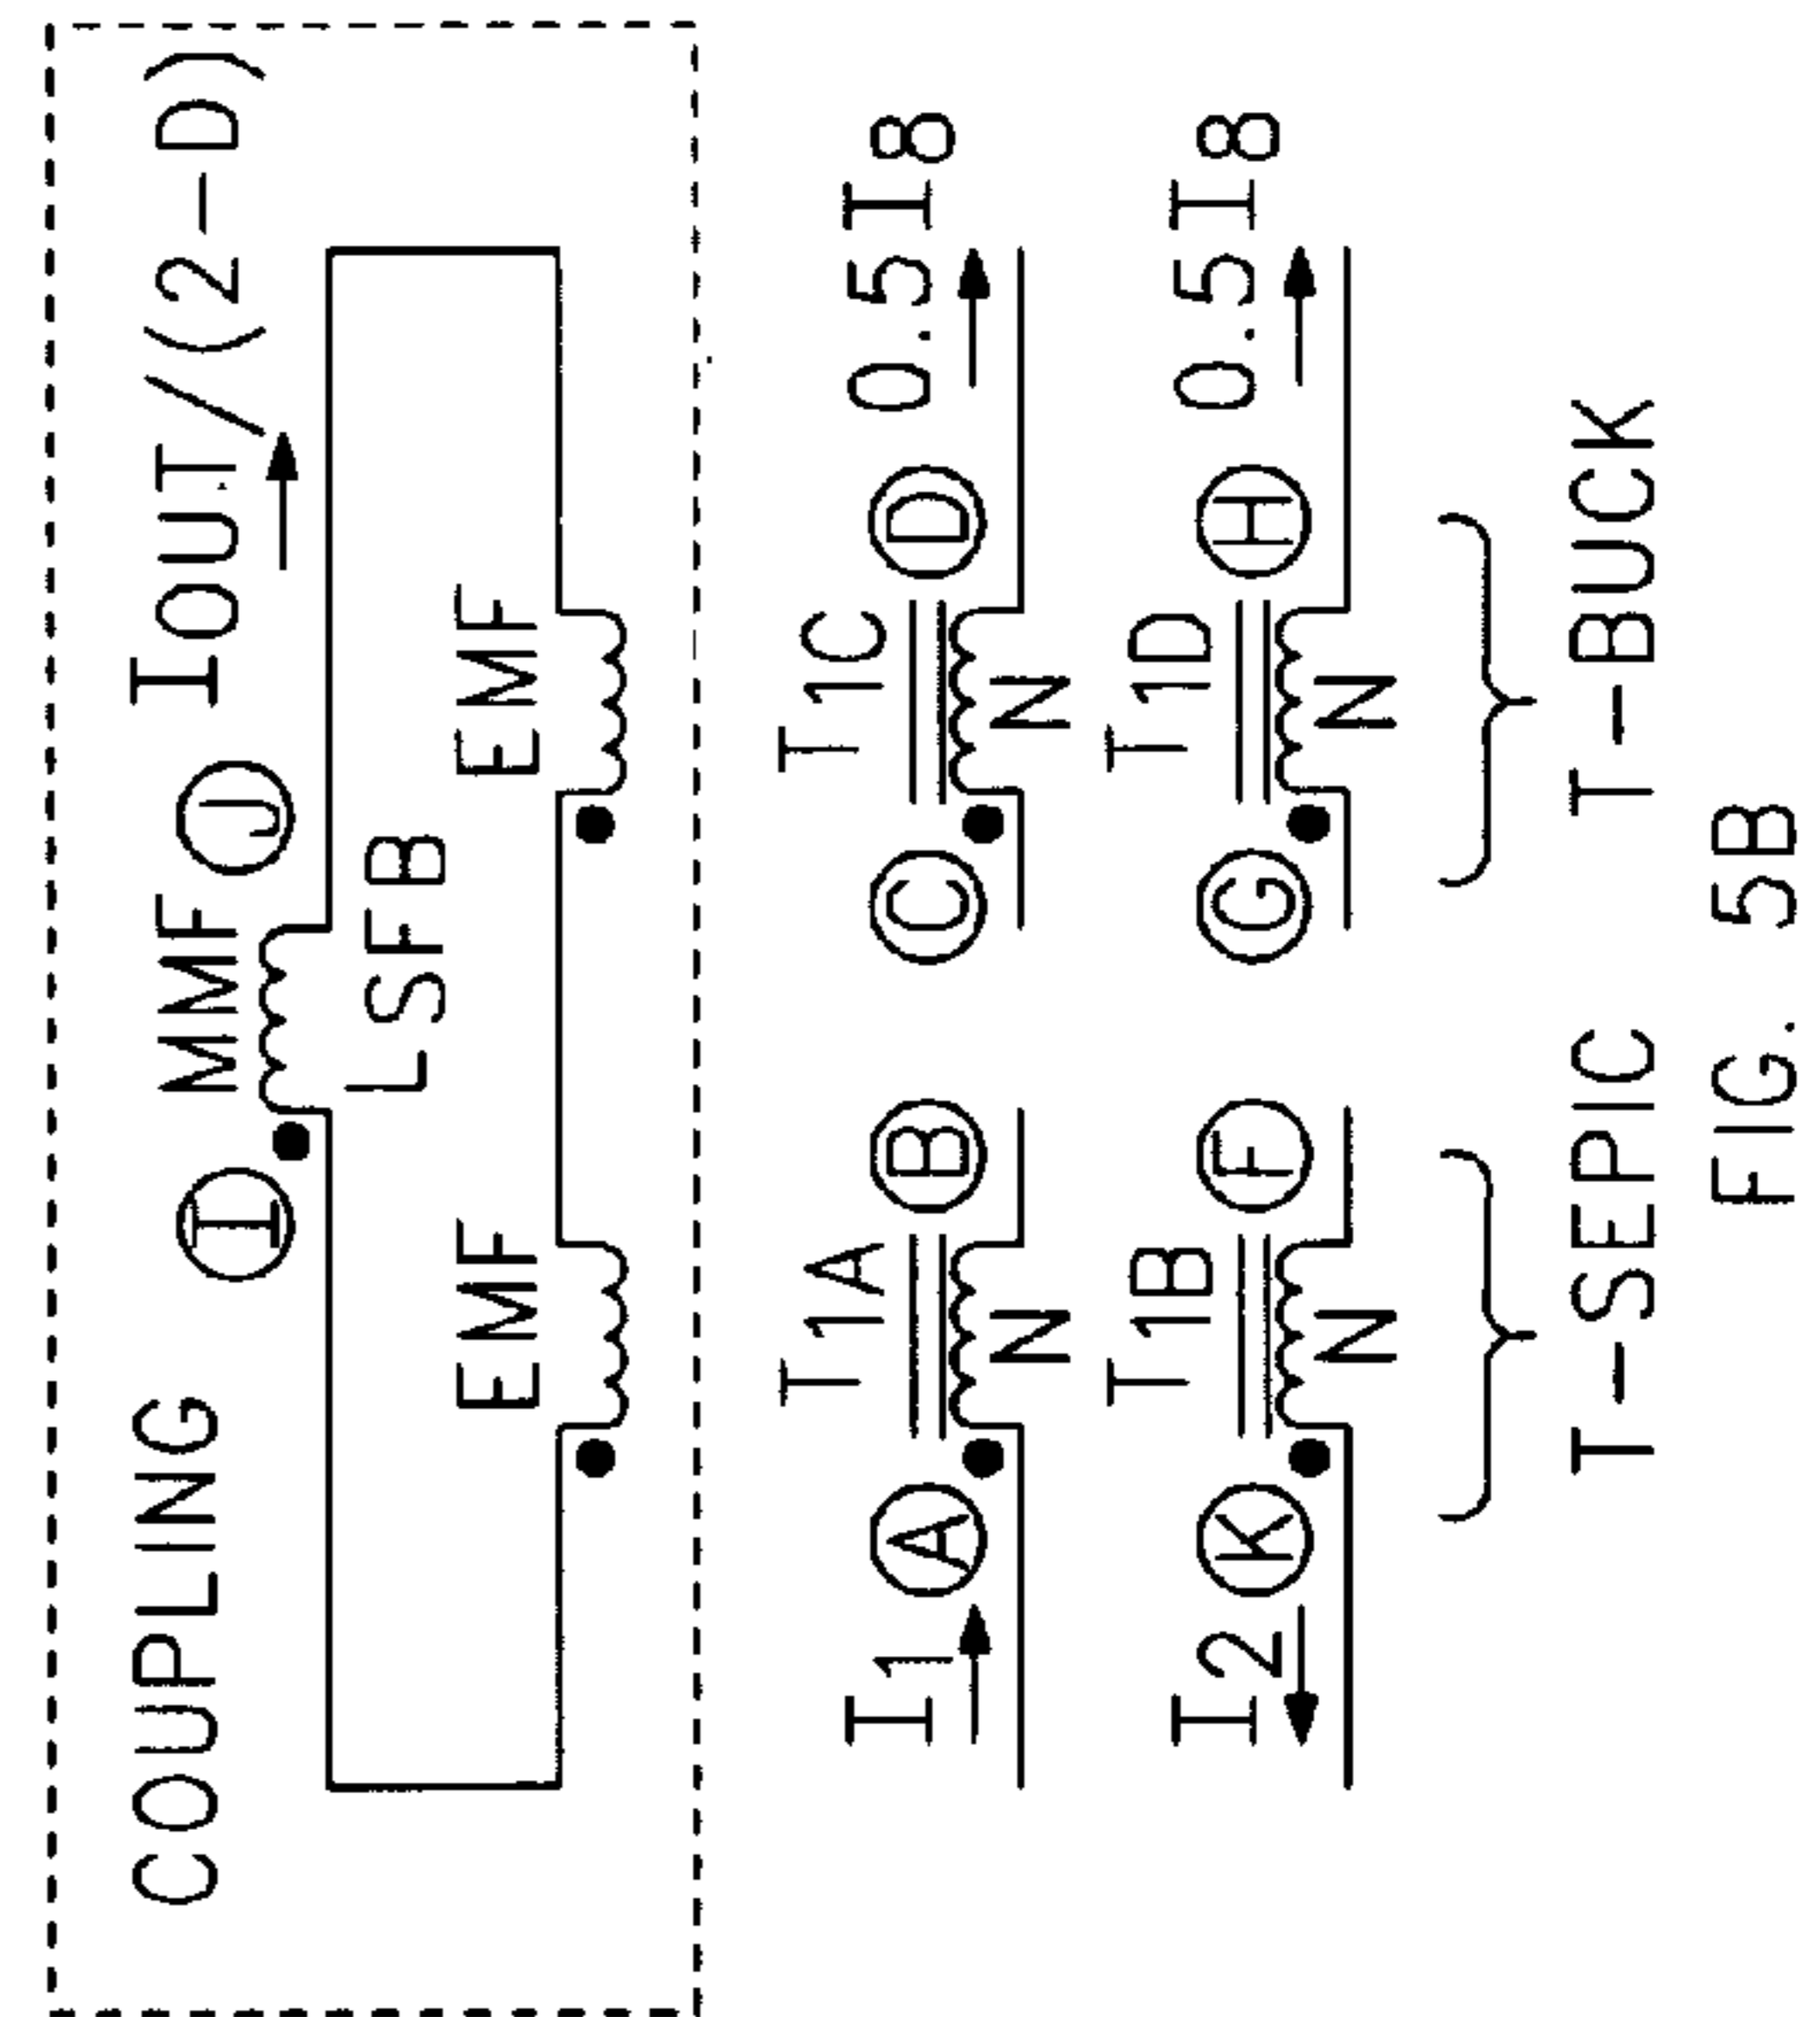 COUPLING
I MMF J IOUT/(2-D)
LSFB
EMF EMF
T1A T1C
I1 A B C D 0.5I8
N N
T1B T1D
I2 K F G H 0.5I8
N N
T-SEPIC T-BUCK
FIG. 5B